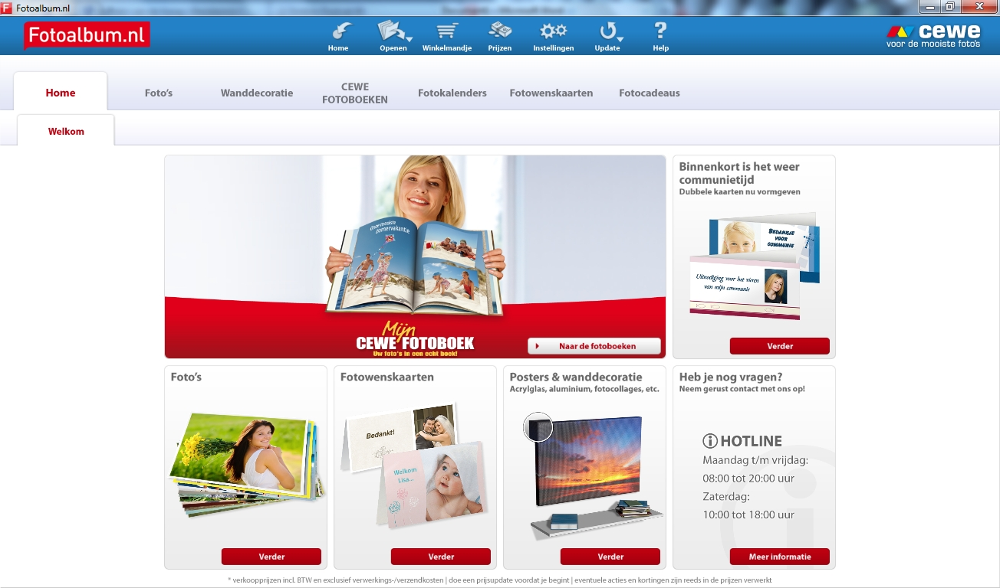 Fotoalbum.nl
Fotoalbum.nl
Home
Openen
Winkelmandje
Prijzen
Instellingen
Update
Help
cewe
voor de mooiste foto's
Home
Foto's
Wanddecoratie
CEWE
FOTOBOEKEN
Fotokalenders
Fotowenskaarten
Fotocadeaus
Welkom
Onze mooiste
zomervakantie
Mijn
CEWE FOTOBOEK
Uw foto's in een echt boek!
Naar de fotoboeken
Binnenkort is het weer
communietijd
Dubbele kaarten nu vormgeven
Bedankje
voor
communie
Uitnodiging voor het vieren
van mijn communie
Verder
Foto's
Verder
Fotowenskaarten
Bedankt!
Welkom
Lisa...
Verder
Posters & wanddecoratie
Acrylglas, aluminium, fotocollages, etc.
Verder
Heb je nog vragen?
Neem gerust contact met ons op!
HOTLINE
Maandag t/m vrijdag:
08:00 tot 20:00 uur
Zaterdag:
10:00 tot 18:00 uur
Meer informatie
* verkoopprijzen incl. BTW en exclusief verwerkings-/verzendkosten | doe een prijsupdate voordat je begint | eventuele acties en kortingen zijn reeds in de prijzen verwerkt